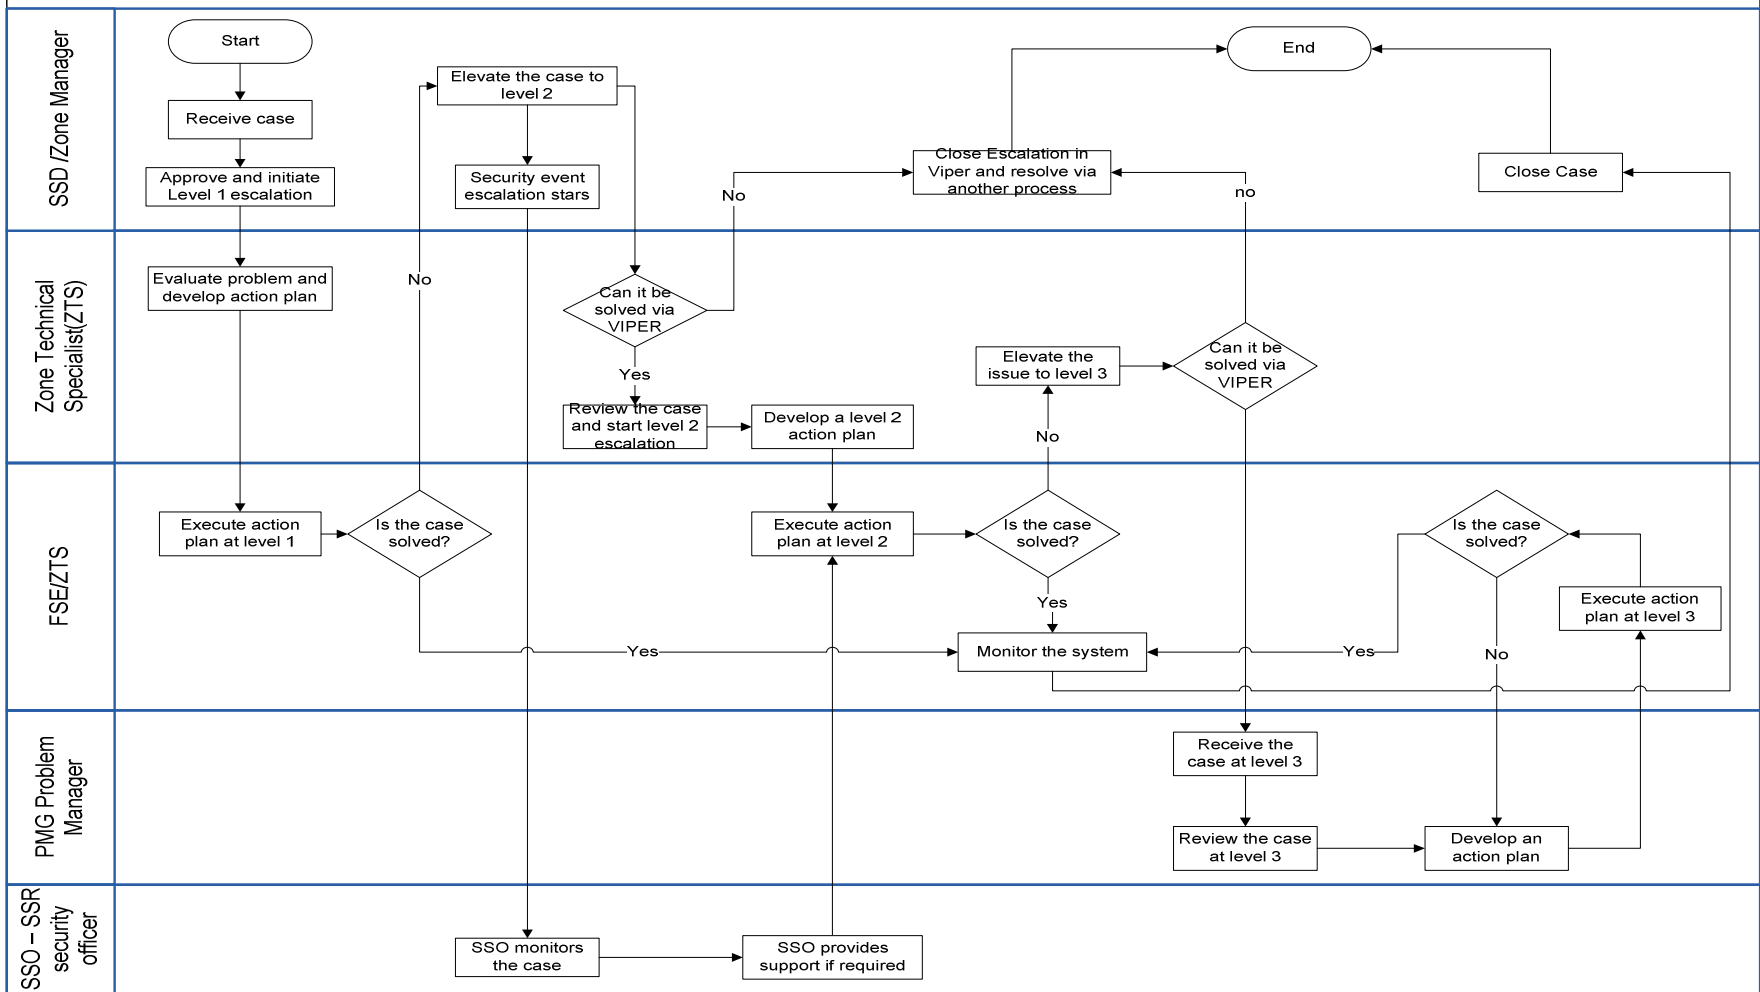 SSD /Zone Manager
Start
Receive case
Approve and initiate
Level 1 escalation
Elevate the case to
level 2
Security event
escalation stars
No
Close Escalation in
Viper and resolve via
another process
no
End
Close Case
Zone Technical
Specialist(ZTS)
Evaluate problem and
develop action plan
No
Can it be
solved via
VIPER
Yes
Review the case
and start level 2
escalation
Develop a level 2
action plan
Elevate the
issue to level 3
No
Can it be
solved via
VIPER
FSE/ZTS
Execute action
plan at level 1
Is the case
solved?
Yes
Execute action
plan at level 2
Is the case
solved?
Yes
Monitor the system
Yes
Is the case
solved?
No
Execute action
plan at level 3
PMG Problem
Manager
Receive the
case at level 3
Review the case
at level 3
Develop an
action plan
SSO – SSR
security
officer
SSO monitors
the case
SSO provides
support if required